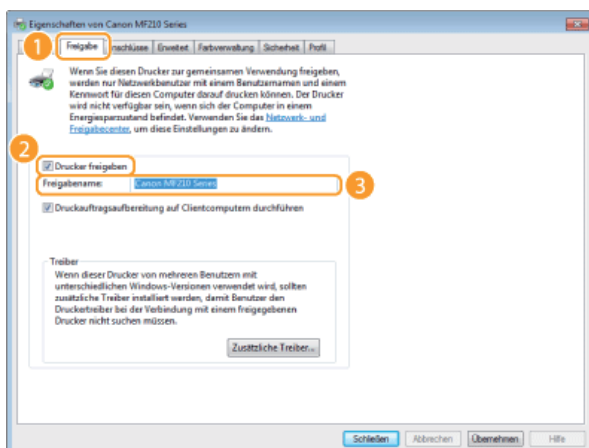 Eigenschaften von Canon MF210 Series
1
Freigabe Anschlüsse Erweitert Farbverwaltung Sicherheit Profil
Wenn Sie diesen Drucker zur gemeinsamen Verwendung freigeben,
werden nur Netzwerkbenutzer mit einem Benutzernamen und einem
Kennwort für diesen Computer darauf drucken können. Der Drucker
wird nicht verfügbar sein, wenn sich der Computer in einem
Energiesparzustand befindet. Verwenden Sie das Netzwerk- und
Freigabecenter, um diese Einstellungen zu ändern.
2
Drucker freigeben
Freigabename: Canon MF210 Series
3
Druckauftragsaufbereitung auf Clientcomputern durchführen
Treiber
Wenn dieser Drucker von mehreren Benutzern mit
unterschiedlichen Windows-Versionen verwendet wird, sollten
zusätzliche Treiber installiert werden, damit Benutzer den
Druckertreiber bei der Verbindung mit einem freigegebenen
Drucker nicht suchen müssen.
Zusätzliche Treiber...
Schließen Abbrechen Übernehmen Hilfe